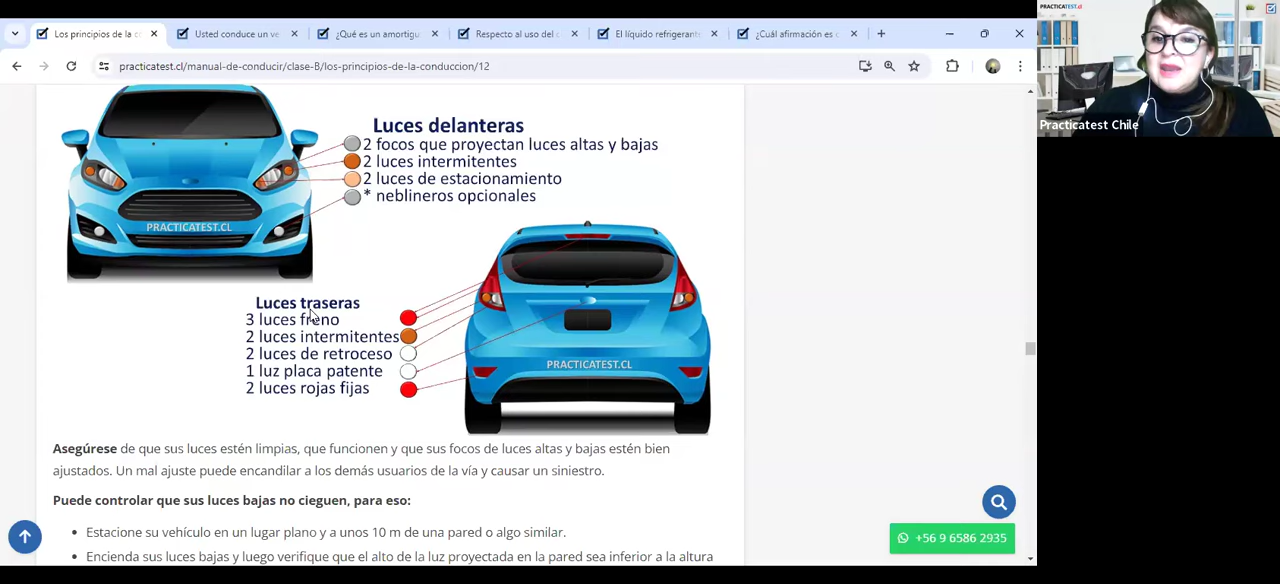 Los principios de la c
Usted conduce un ve
¿Qué es un amortigu
Respecto al uso del c
El líquido refrigerante
¿Cuál afirmación es c
practicatest.cl/manual-de-conducir/clase-B/los-principios-de-la-conduccion/12
PRACTICATEST.cl
Practicatest Chile
Luces delanteras
2 focos que proyectan luces altas y bajas
2 luces intermitentes
2 luces de estacionamiento
* neblineros opcionales
PRACTICATEST.CL
Luces traseras
3 luces freno
2 luces intermitentes
2 luces de retroceso
1 luz placa patente
2 luces rojas fijas
PRACTICATEST.CL
Asegúrese de que sus luces estén limpias, que funcionen y que sus focos de luces altas y bajas estén bien
ajustados. Un mal ajuste puede encandilar a los demás usuarios de la vía y causar un siniestro.
Puede controlar que sus luces bajas no cieguen, para eso:
• Estacione su vehículo en un lugar plano y a unos 10 m de una pared o algo similar.
• Encienda sus luces bajas y luego verifique que el alto de la luz proyectada en la pared sea inferior a la altura
+56 9 6586 2935